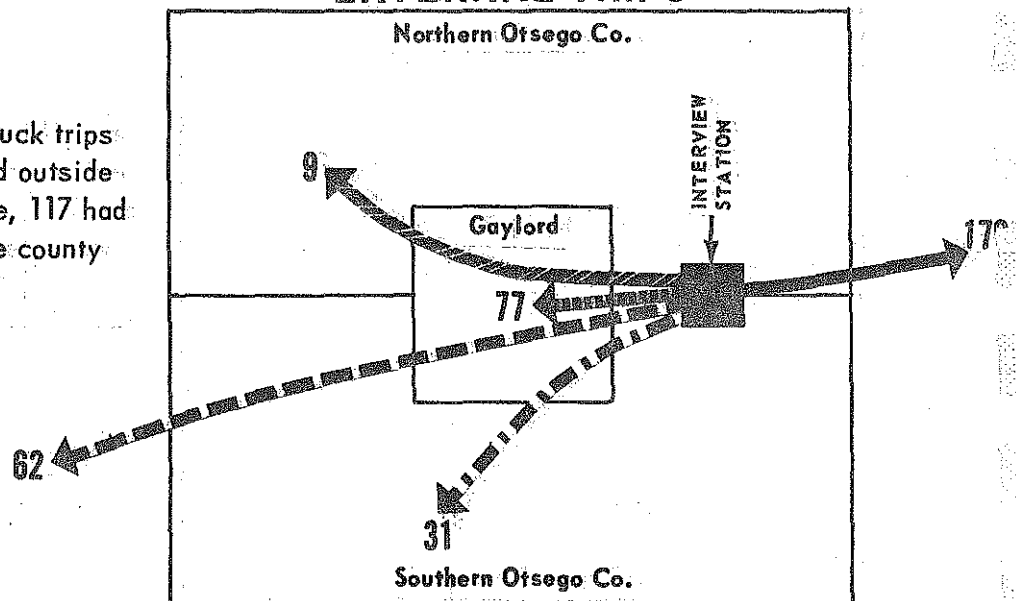 Northern Otsego Co.
uck trips
d outside
e, 117 had
e county
9
INTERVIEW
STATION
Gaylord
77
62
31
Southern Otsego Co.